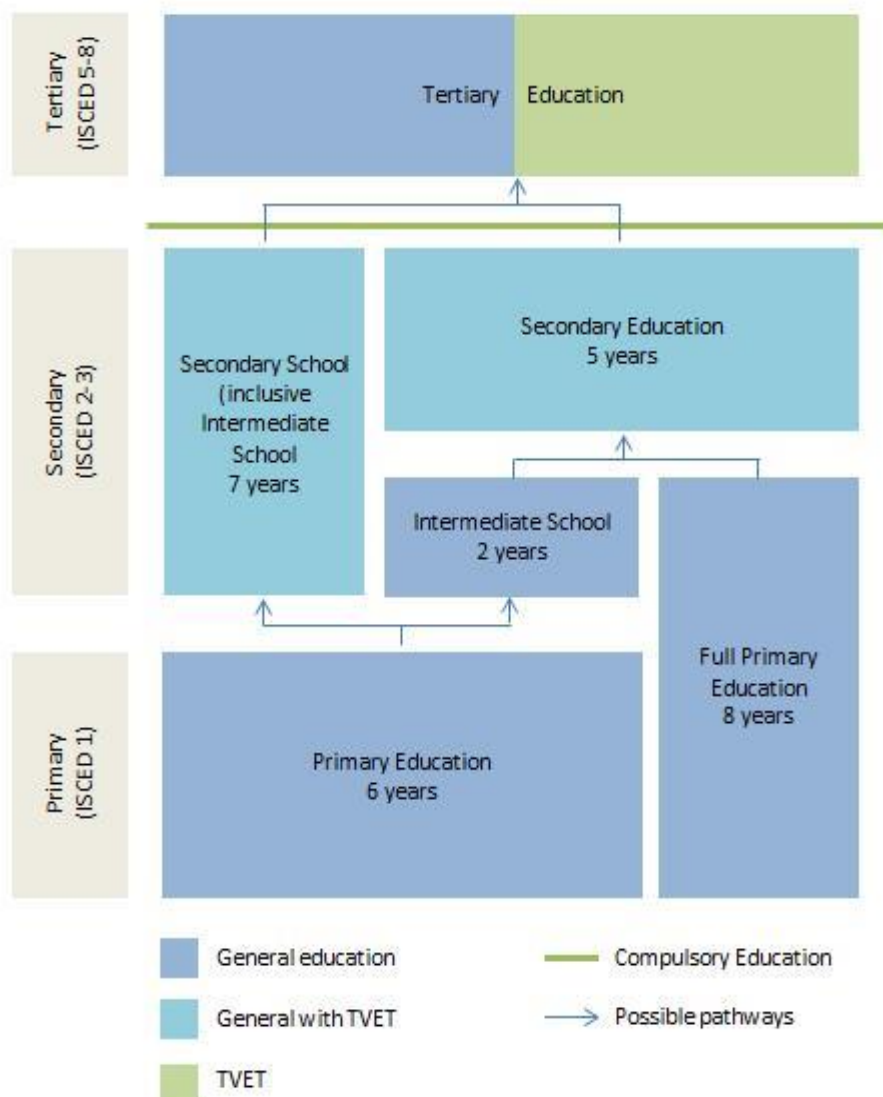 Tertiary
(ISCED 5-8)
Tertiary Education
Secondary
(ISCED 2-3)
Secondary School
(inclusive
Intermediate
School
7 years
Secondary Education
5 years
Intermediate School
2 years
Full Primary
Education
8 years
Primary
(ISCED 1)
Primary Education
6 years
General education
Compulsory Education
General with TVET
Possible pathways
TVET